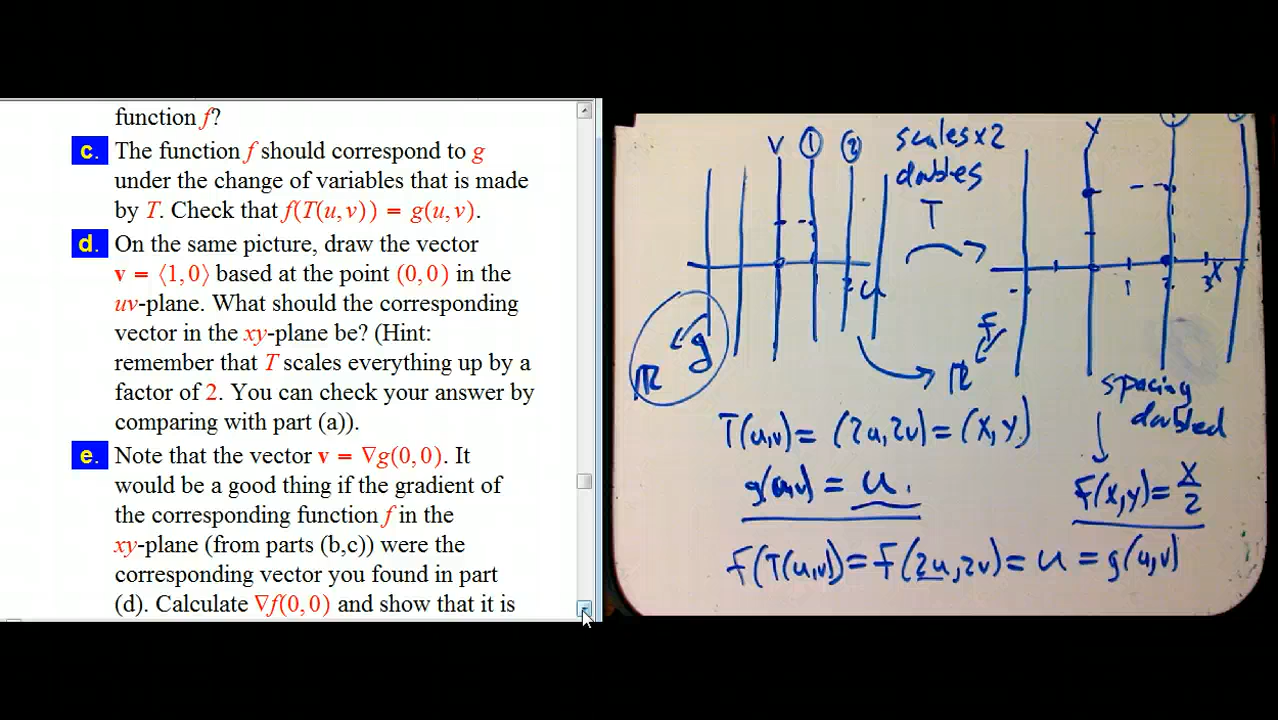 function f?
c. The function f should correspond to g
under the change of variables that is made
by T. Check that f(T(u,v)) = g(u,v).
d. On the same picture, draw the vector
v = ⟨1,0⟩ based at the point (0,0) in the
uv-plane. What should the corresponding
vector in the xy-plane be? (Hint:
remember that T scales everything up by a
factor of 2. You can check your answer by
comparing with part (a)).
e. Note that the vector v = ∇g(0,0). It
would be a good thing if the gradient of
the corresponding function f in the
xy-plane (from parts (b,c)) were the
corresponding vector you found in part
(d). Calculate ∇f(0,0) and show that it is
v ① ②
scales x2
doubles
T
y
u
1 2 3 x
g
ℝ
ℝ
f
spacing
doubled
T(u,v) = (2u,2v) = (x,y)
g(u,v) = u.
f(x,y) = x/2
f(T(u,v)) = f(2u,2v) = u = g(u,v)